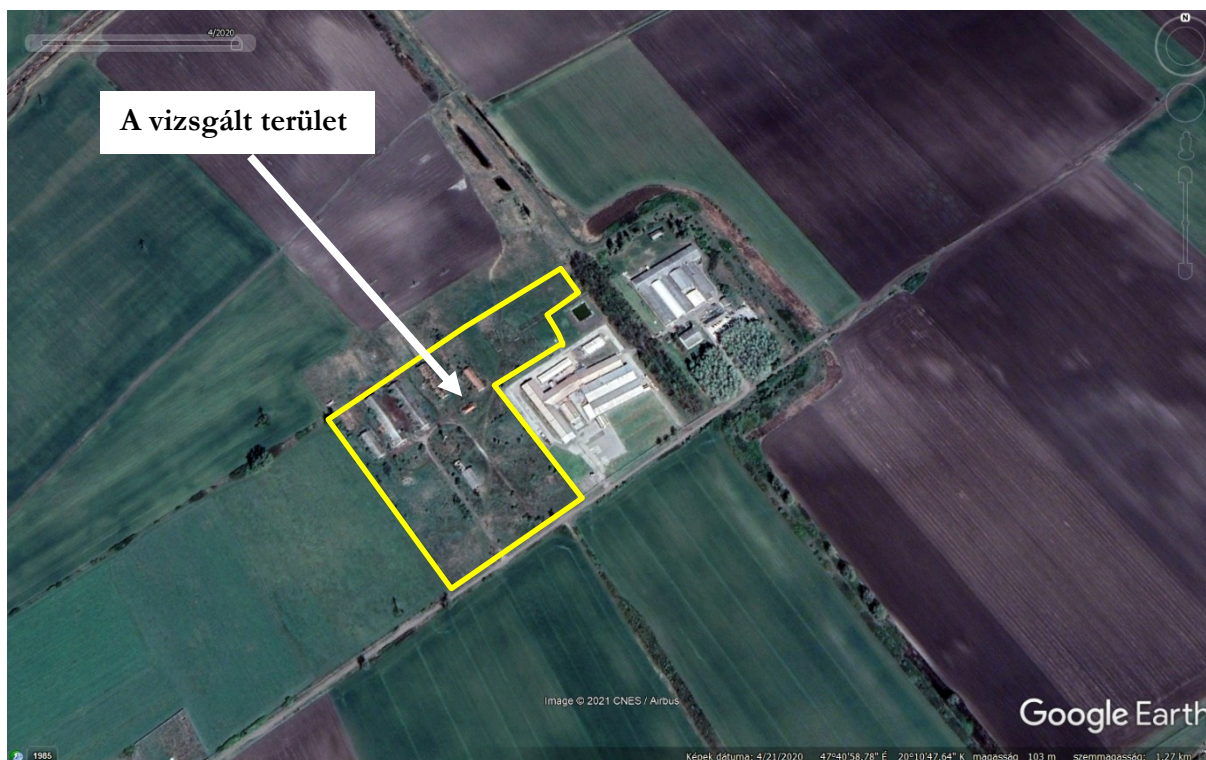 4/2020
N
A vizsgált terület
Image © 2021 CNES / Airbus
Google Earth
1985
Képek dátuma: 4/21/2020 47°40'58.78" É 20°10'47.64" K magasság 103 m szemmagasság: 1.27 km